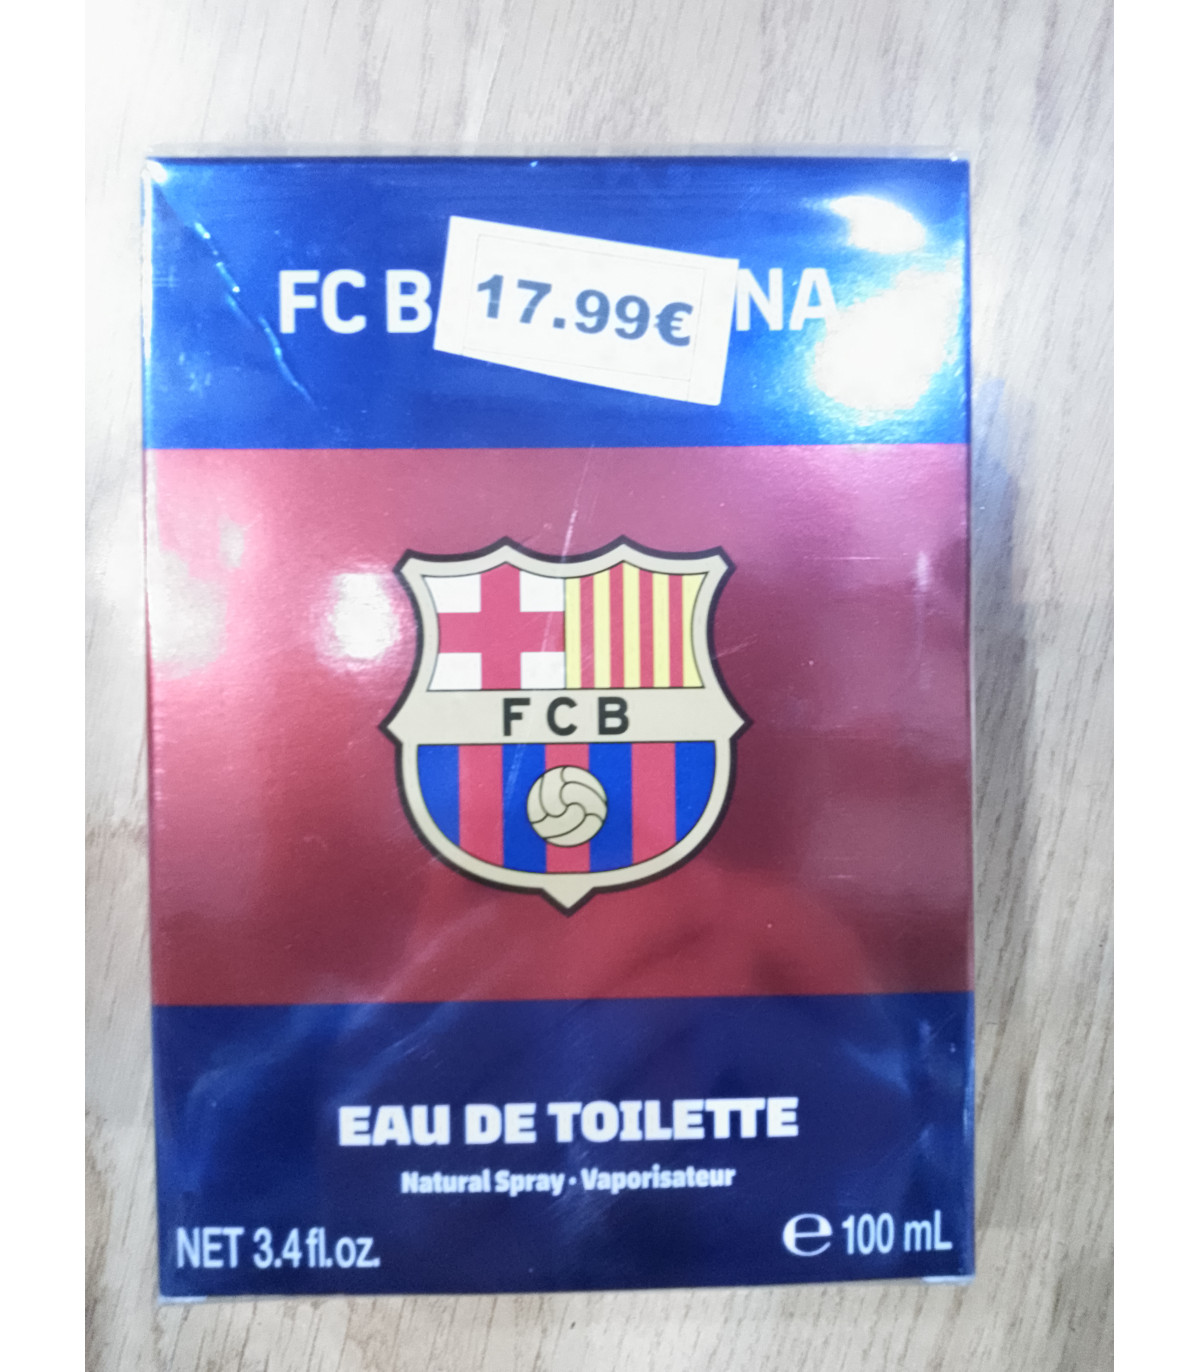 FC B NA
17.99€
FCB
EAU DE TOILETTE
Natural Spray · Vaporisateur
NET 3.4 fl.oz. ℮ 100 mL